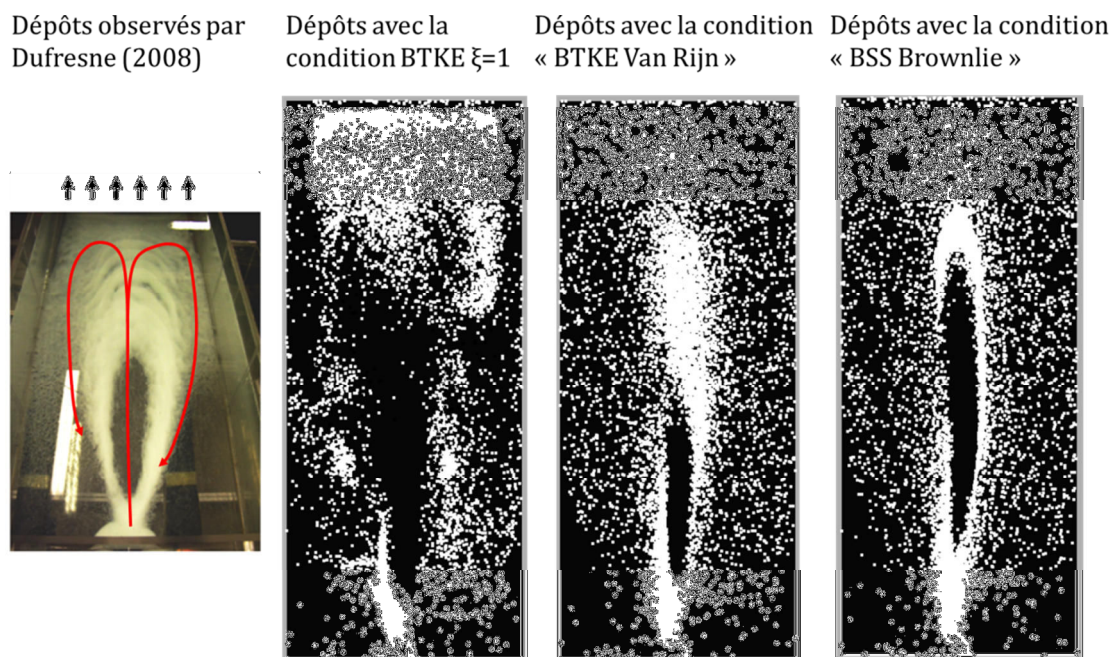 Dépôts observés par
Dufresne (2008)
Dépôts avec la
condition BTKE ξ=1
Dépôts avec la condition
« BTKE Van Rijn »
Dépôts avec la condition
« BSS Brownlie »